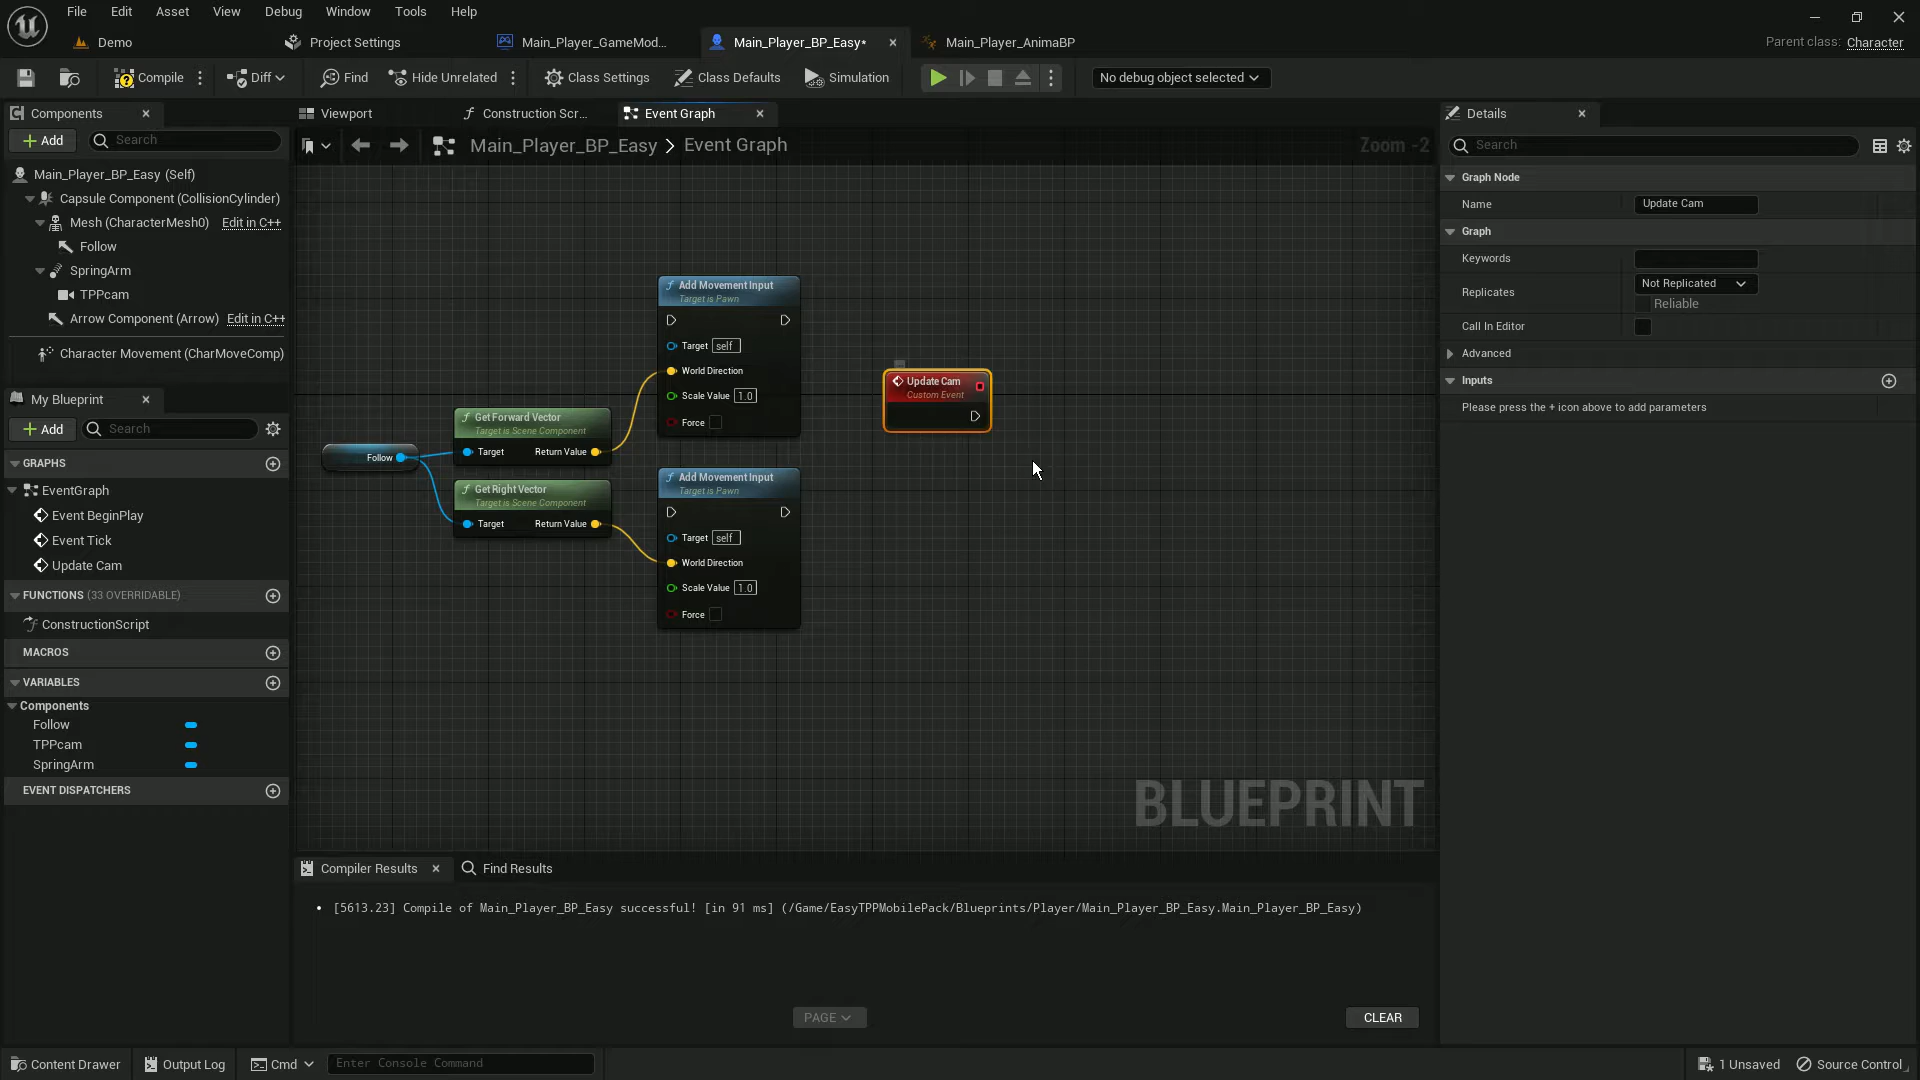 File Edit Asset View Debug Window Tools Help
Demo Project Settings Main_Player_GameMod... Main_Player_BP_Easy* Main_Player_AnimaBP Parent class: Character
Compile Diff Find Hide Unrelated Class Settings Class Defaults Simulation No debug object selected
Components
Add Search
Main_Player_BP_Easy (Self)
Capsule Component (CollisionCylinder)
Mesh (CharacterMesh0) Edit in C++
Follow
SpringArm
TPPcam
Arrow Component (Arrow) Edit in C++
Character Movement (CharMoveComp)
My Blueprint
Add Search
GRAPHS
EventGraph
Event BeginPlay
Event Tick
Update Cam
FUNCTIONS (33 OVERRIDABLE)
ConstructionScript
MACROS
VARIABLES
Components
Follow
TPPcam
SpringArm
EVENT DISPATCHERS
Viewport Construction Scr... Event Graph
Main_Player_BP_Easy > Event Graph Zoom -2
Follow
Get Forward Vector
Target is Scene Component
Target Return Value
Get Right Vector
Target is Scene Component
Target Return Value
Add Movement Input
Target is Pawn
Target self
World Direction
Scale Value 1.0
Force
Add Movement Input
Target is Pawn
Target self
World Direction
Scale Value 1.0
Force
Update Cam
Custom Event
BLUEPRINT
Compiler Results Find Results
• [5613.23] Compile of Main_Player_BP_Easy successful! [in 91 ms] (/Game/EasyTPPMobilePack/Blueprints/Player/Main_Player_BP_Easy.Main_Player_BP_Easy)
PAGE CLEAR
Details
Search
Graph Node
Name Update Cam
Graph
Keywords
Replicates Not Replicated
Reliable
Call In Editor
Advanced
Inputs
Please press the + icon above to add parameters
Content Drawer Output Log Cmd Enter Console Command 1 Unsaved Source Control